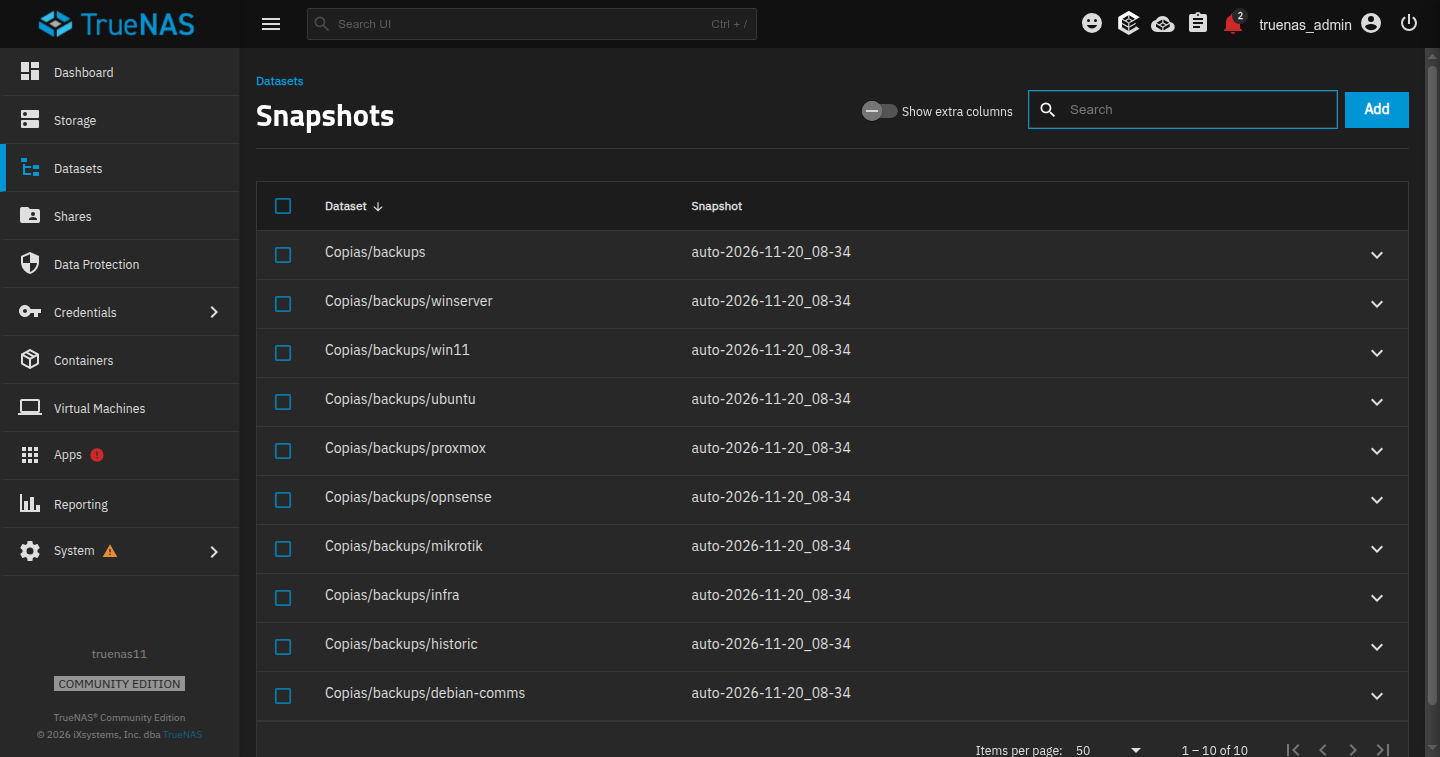 TrueNAS
Search UI
Ctrl + /
2
truenas_admin
Dashboard
Storage
Datasets
Shares
Data Protection
Credentials
Containers
Virtual Machines
Apps
Reporting
System
truenas11
COMMUNITY EDITION
TrueNAS® Community Edition
© 2026 iXsystems, Inc. dba TrueNAS
Datasets
Snapshots
Show extra columns
Search
Add
Dataset Snapshot
Copias/backups auto-2026-11-20_08-34
Copias/backups/winserver auto-2026-11-20_08-34
Copias/backups/win11 auto-2026-11-20_08-34
Copias/backups/ubuntu auto-2026-11-20_08-34
Copias/backups/proxmox auto-2026-11-20_08-34
Copias/backups/opnsense auto-2026-11-20_08-34
Copias/backups/mikrotik auto-2026-11-20_08-34
Copias/backups/infra auto-2026-11-20_08-34
Copias/backups/historic auto-2026-11-20_08-34
Copias/backups/debian-comms auto-2026-11-20_08-34
Items per page: 50 1 – 10 of 10